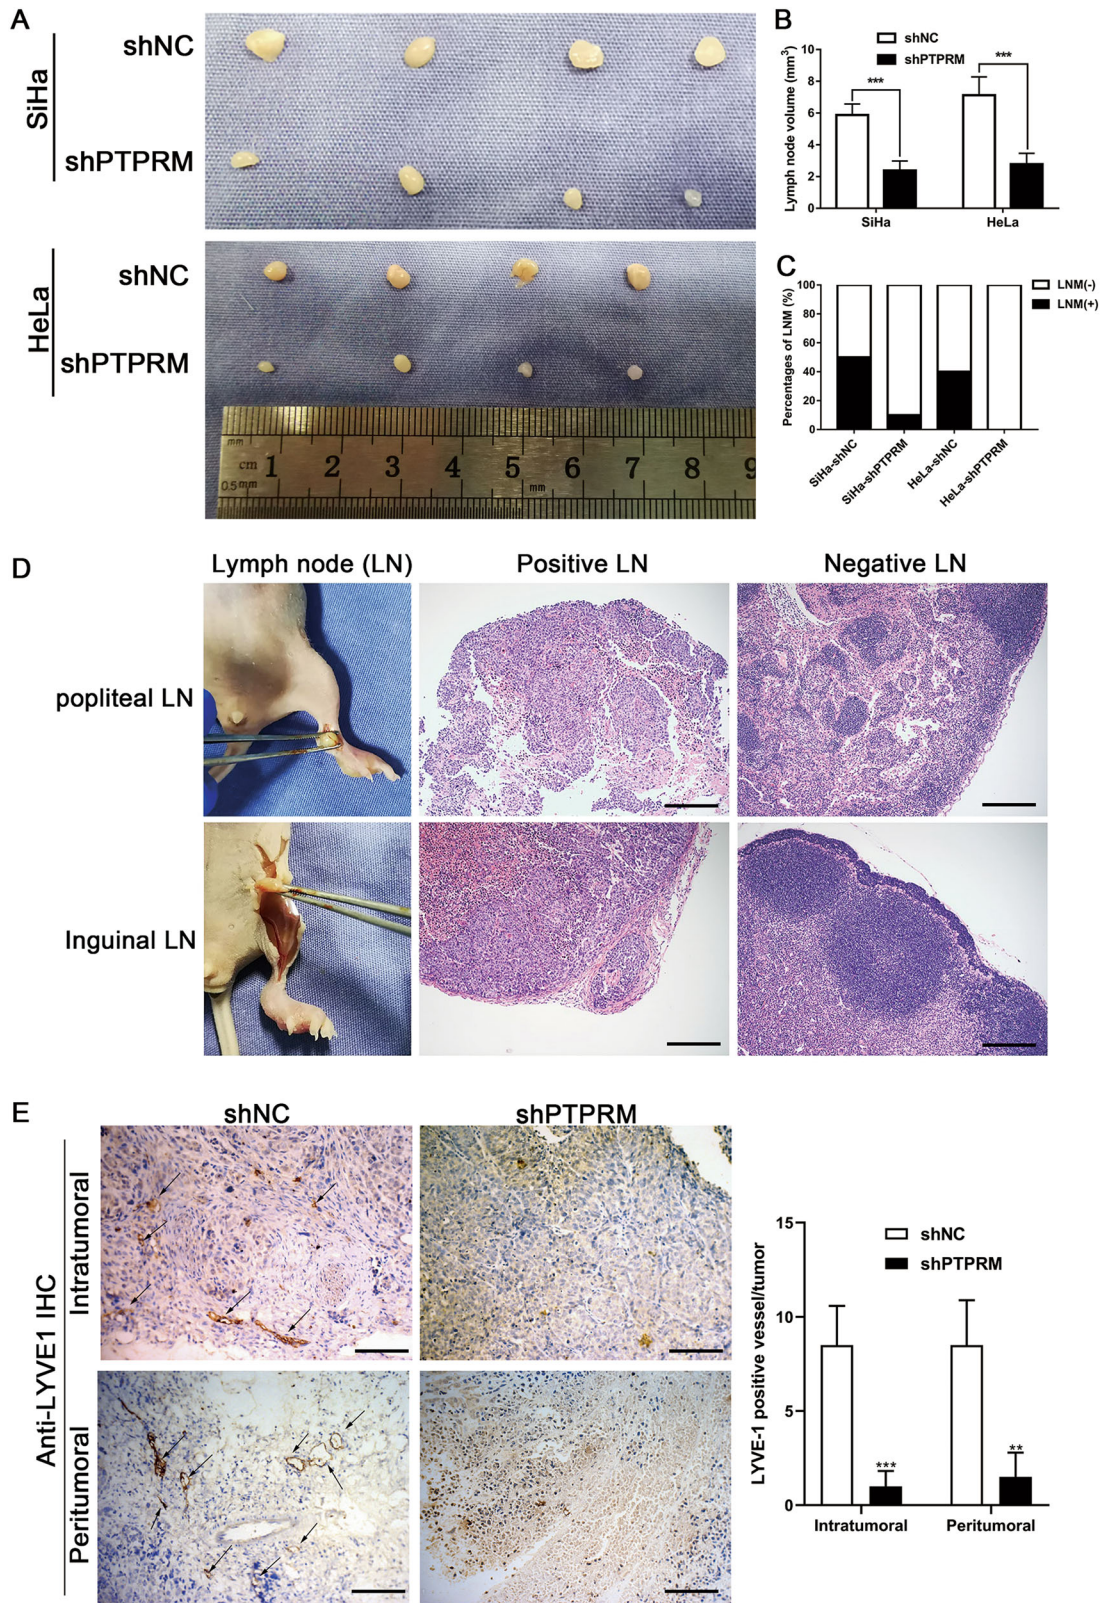 A
SiHa
shNC
shPTPRM
HeLa
shNC
shPTPRM
mm
cm
0.5mm
1 2 3 4 5 6 7 8 9
mm
B
shNC
shPTPRM
Lymph node volume (mm³)
10
8
6
4
2
0
***
***
SiHa HeLa
C
LNM(-)
LNM(+)
Percentages of LNM (%)
100
80
60
40
20
0
SiHa-shNC
SiHa-shPTPRM
HeLa-shNC
HeLa-shPTPRM
D
Lymph node (LN) Positive LN Negative LN
popliteal LN
Inguinal LN
E
shNC shPTPRM
Anti-LYVE1 IHC
Intratumoral
Peritumoral
LYVE-1 positive vessel/tumor
15
10
5
0
shNC
shPTPRM
***
**
Intratumoral Peritumoral